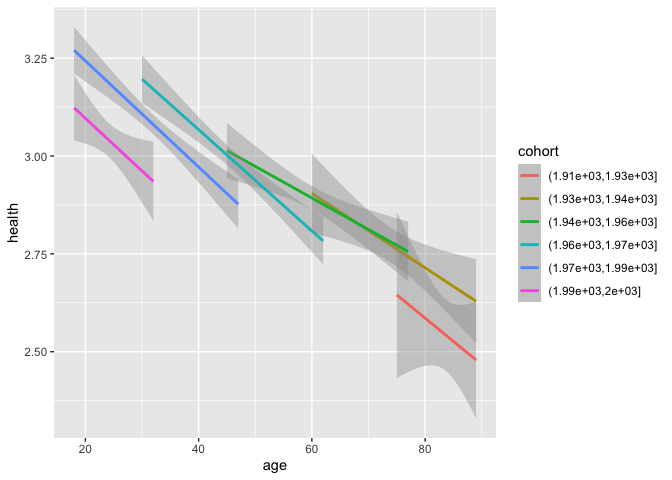 3.25
3.00
2.75
2.50
health
20
40
60
80
age
cohort
(1.91e+03,1.93e+03]
(1.93e+03,1.94e+03]
(1.94e+03,1.96e+03]
(1.96e+03,1.97e+03]
(1.97e+03,1.99e+03]
(1.99e+03,2e+03]